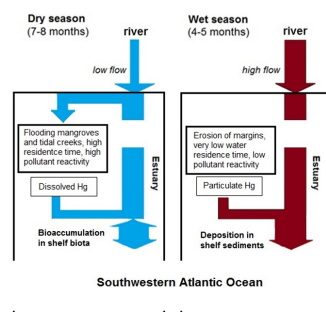 Dry season
(7-8 months)
river
low flow
Flooding mangroves
and tidal creeks, high
residence time, high
pollutant reactivity
Dissolved Hg
Estuary
Bioaccumulation
in shelf biota
Wet season
(4-5 months)
river
high flow
Erosion of margins,
very low water
residence time, low
pollutant reactivity
Particulate Hg
Estuary
Deposition in
shelf sediments
Southwestern Atlantic Ocean